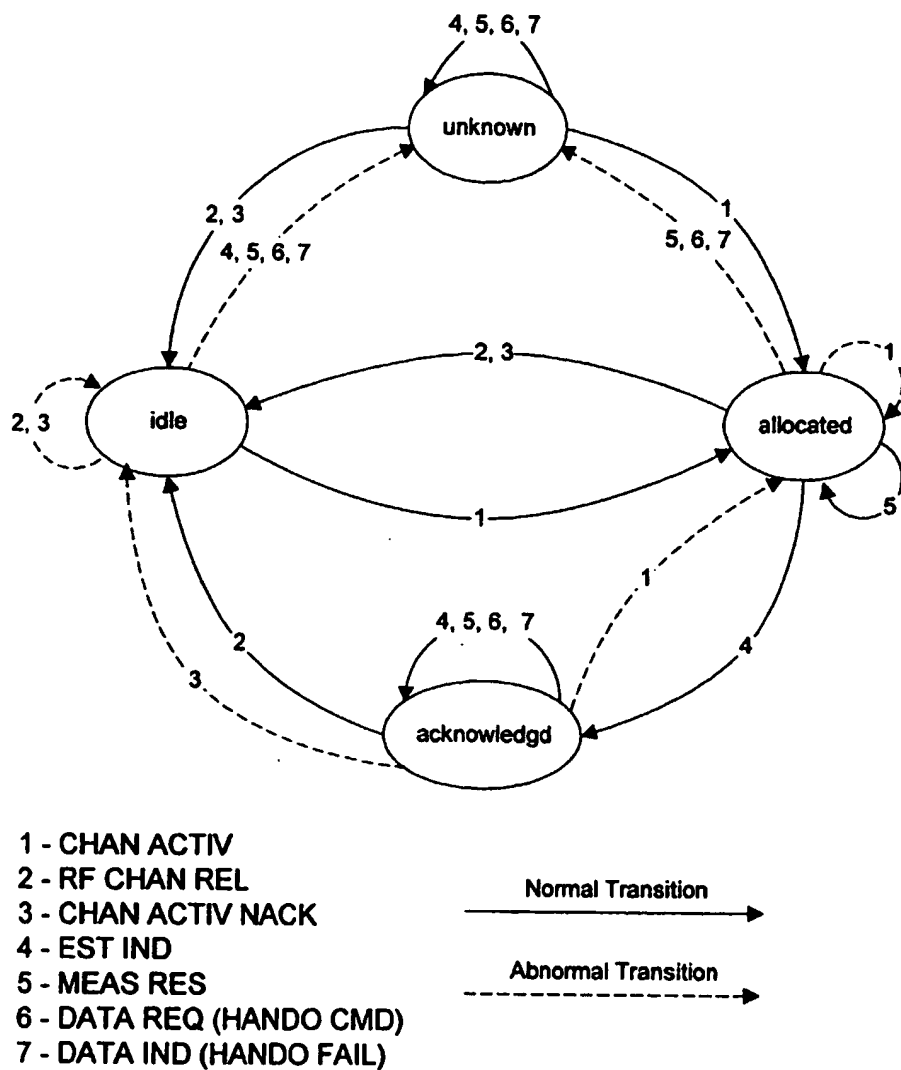 4, 5, 6, 7
unknown
2, 3
4, 5, 6, 7
1
5, 6, 7
2, 3
1
2, 3
idle
allocated
1
5
1
4, 5, 6, 7
2
3
4
acknowledgd
1 - CHAN ACTIV
2 - RF CHAN REL
3 - CHAN ACTIV NACK
4 - EST IND
5 - MEAS RES
6 - DATA REQ (HANDO CMD)
7 - DATA IND (HANDO FAIL)
Normal Transition
Abnormal Transition